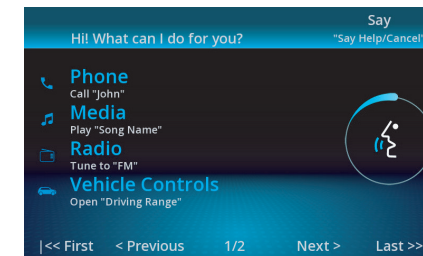 Say
Hi! What can I do for you?
"Say Help/Cancel"
Phone
Call "John"
Media
Play "Song Name"
Radio
Tune to "FM"
Vehicle Controls
Open "Driving Range"
|<< First < Previous 1/2 Next > Last >>